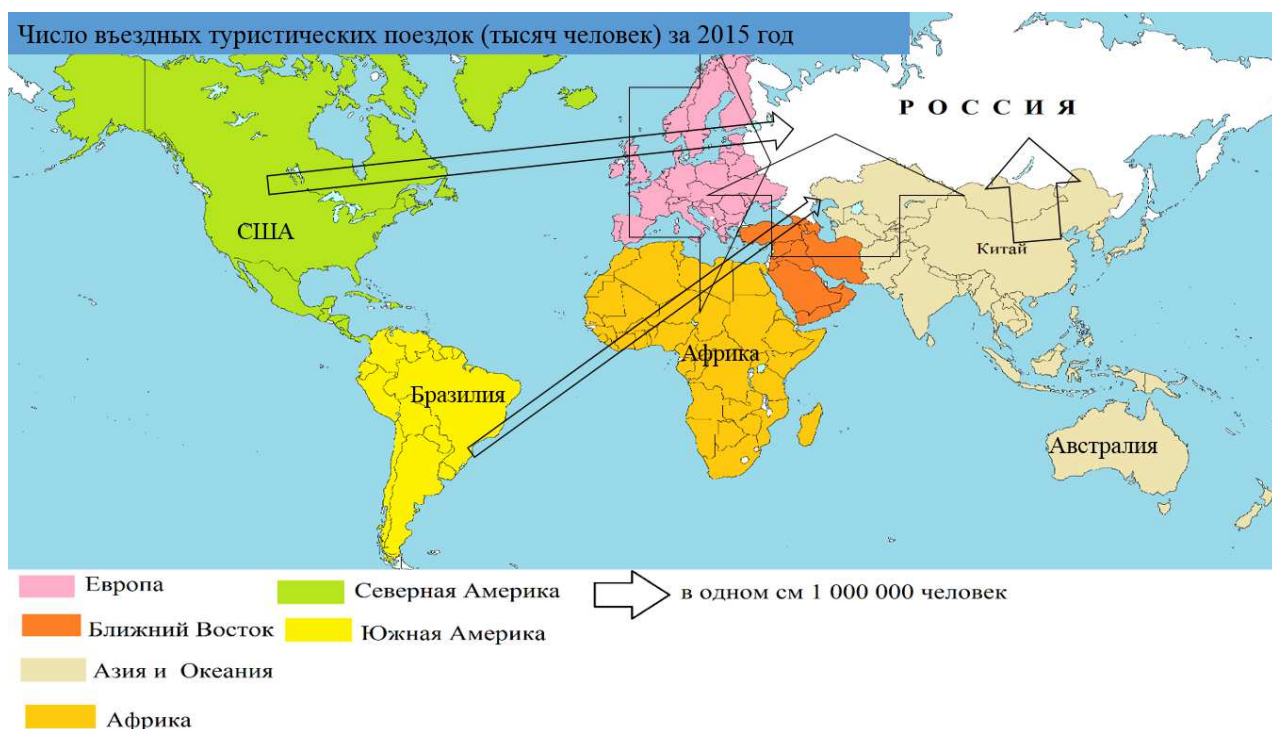 Число въездных туристических поездок (тысяч человек) за 2015 год
РОССИЯ
США
Китай
Африка
Бразилия
Австралия
Европа
Северная Америка
в одном см 1 000 000 человек
Ближний Восток
Южная Америка
Азия и Океания
Африка